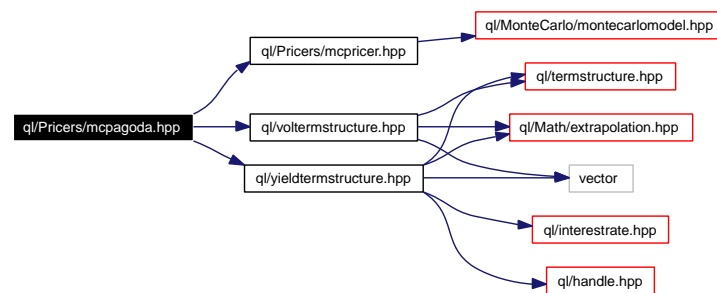 ql/MonteCarlo/montecarlomodel.hpp
ql/Pricers/mcpricer.hpp
ql/termstructure.hpp
ql/Pricers/mcpagoda.hpp
ql/voltermstructure.hpp
ql/Math/extrapolation.hpp
ql/yieldtermstructure.hpp
vector
ql/interestrate.hpp
ql/handle.hpp